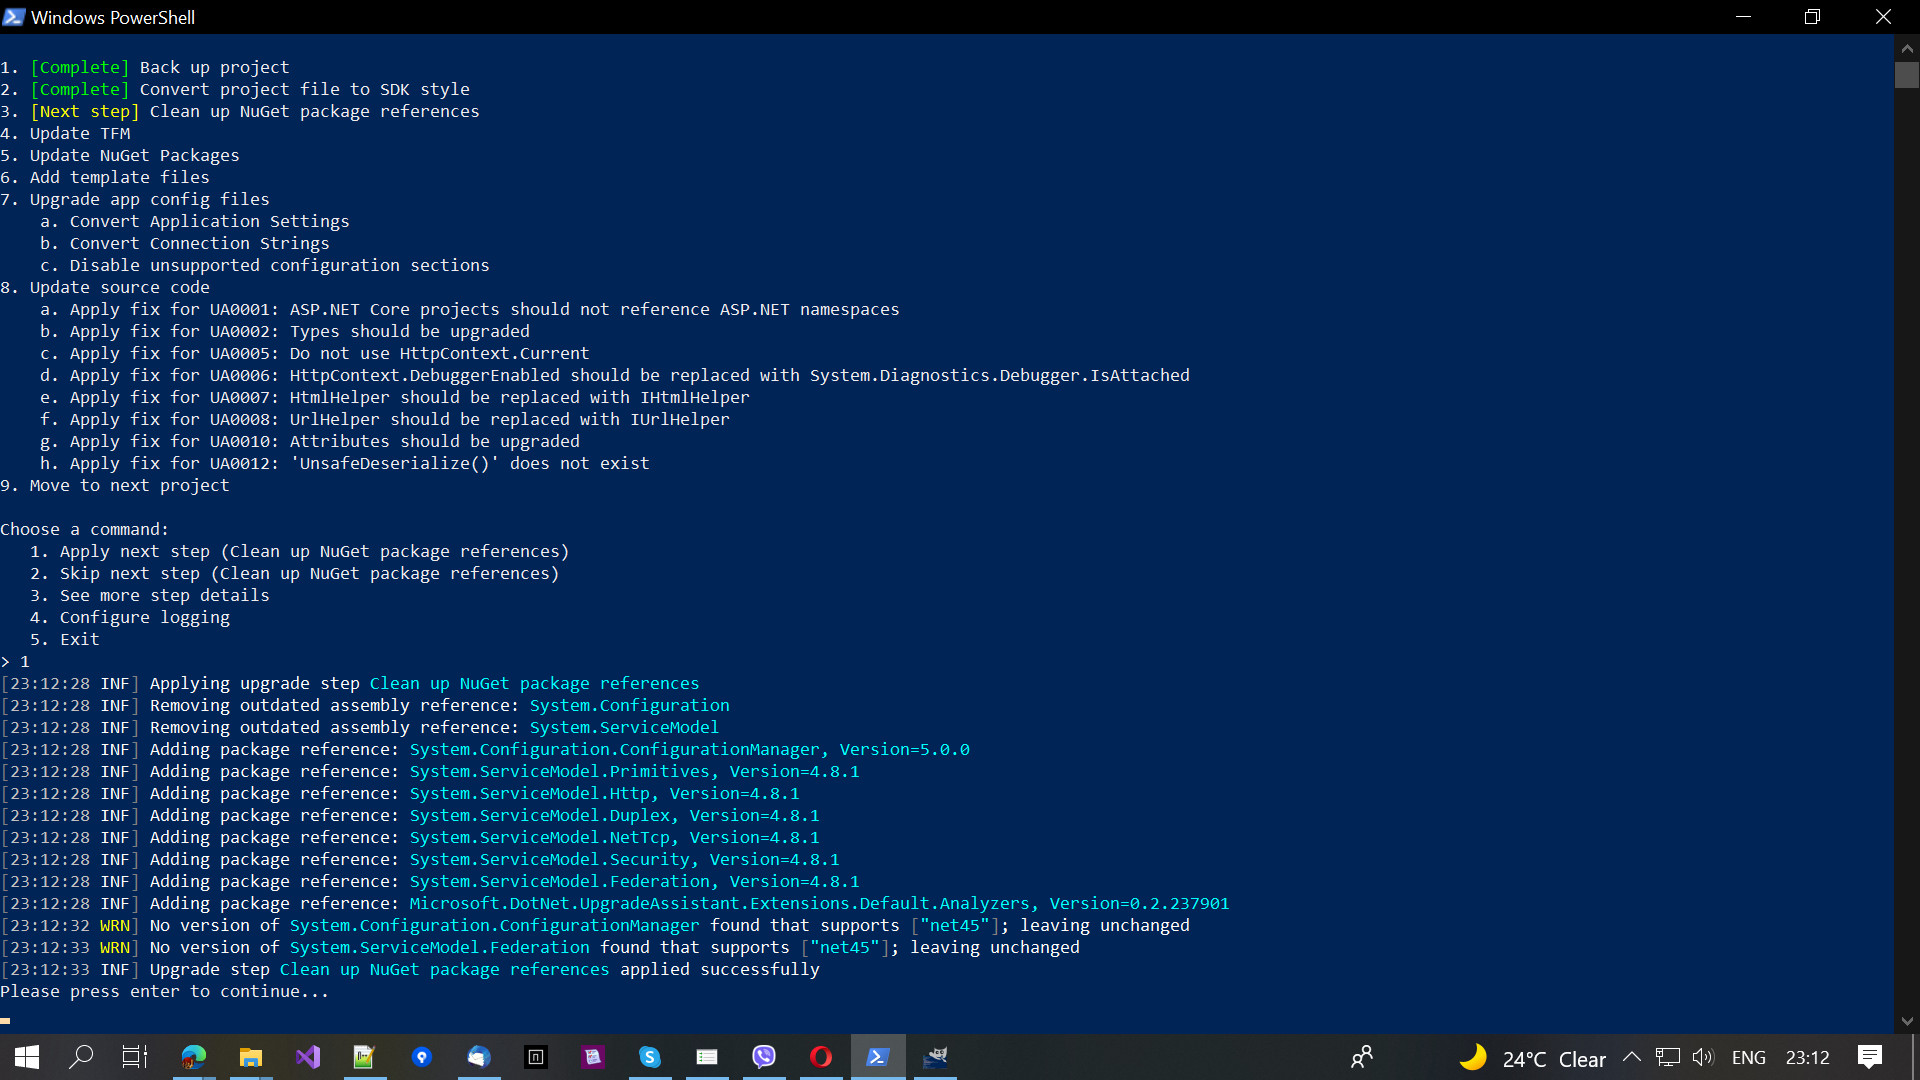 Windows PowerShell
1. [Complete] Back up project
2. [Complete] Convert project file to SDK style
3. [Next step] Clean up NuGet package references
4. Update TFM
5. Update NuGet Packages
6. Add template files
7. Upgrade app config files
    a. Convert Application Settings
    b. Convert Connection Strings
    c. Disable unsupported configuration sections
8. Update source code
    a. Apply fix for UA0001: ASP.NET Core projects should not reference ASP.NET namespaces
    b. Apply fix for UA0002: Types should be upgraded
    c. Apply fix for UA0005: Do not use HttpContext.Current
    d. Apply fix for UA0006: HttpContext.DebuggerEnabled should be replaced with System.Diagnostics.Debugger.IsAttached
    e. Apply fix for UA0007: HtmlHelper should be replaced with IHtmlHelper
    f. Apply fix for UA0008: UrlHelper should be replaced with IUrlHelper
    g. Apply fix for UA0010: Attributes should be upgraded
    h. Apply fix for UA0012: 'UnsafeDeserialize()' does not exist
9. Move to next project
Choose a command:
   1. Apply next step (Clean up NuGet package references)
   2. Skip next step (Clean up NuGet package references)
   3. See more step details
   4. Configure logging
   5. Exit
> 1
[23:12:28 INF] Applying upgrade step Clean up NuGet package references
[23:12:28 INF] Removing outdated assembly reference: System.Configuration
[23:12:28 INF] Removing outdated assembly reference: System.ServiceModel
[23:12:28 INF] Adding package reference: System.Configuration.ConfigurationManager, Version=5.0.0
[23:12:28 INF] Adding package reference: System.ServiceModel.Primitives, Version=4.8.1
[23:12:28 INF] Adding package reference: System.ServiceModel.Http, Version=4.8.1
[23:12:28 INF] Adding package reference: System.ServiceModel.Duplex, Version=4.8.1
[23:12:28 INF] Adding package reference: System.ServiceModel.NetTcp, Version=4.8.1
[23:12:28 INF] Adding package reference: System.ServiceModel.Security, Version=4.8.1
[23:12:28 INF] Adding package reference: System.ServiceModel.Federation, Version=4.8.1
[23:12:28 INF] Adding package reference: Microsoft.DotNet.UpgradeAssistant.Extensions.Default.Analyzers, Version=0.2.237901
[23:12:32 WRN] No version of System.Configuration.ConfigurationManager found that supports ["net45"]; leaving unchanged
[23:12:33 WRN] No version of System.ServiceModel.Federation found that supports ["net45"]; leaving unchanged
[23:12:33 INF] Upgrade step Clean up NuGet package references applied successfully
Please press enter to continue...
24°C Clear ENG 23:12